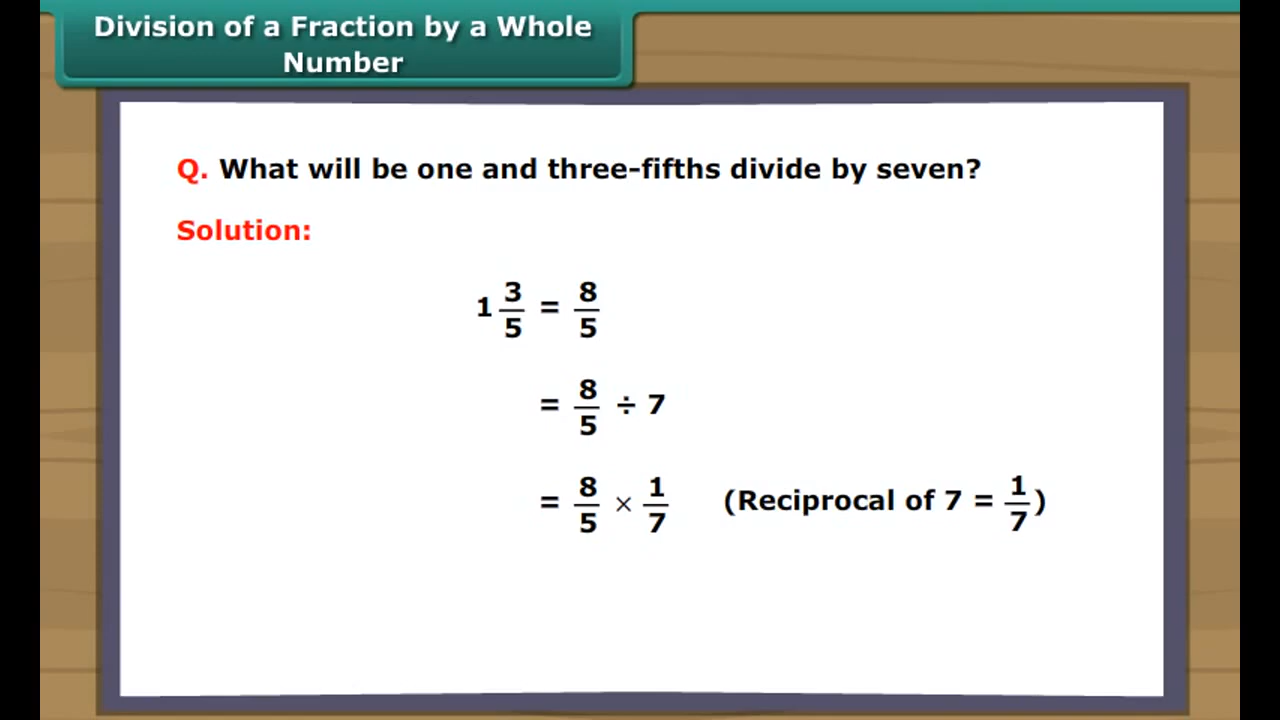 Division of a Fraction by a Whole
Number
Q. What will be one and three-fifths divide by seven?
Solution:
1 3/5 = 8/5
= 8/5 ÷ 7
= 8/5 × 1/7 (Reciprocal of 7 = 1/7)